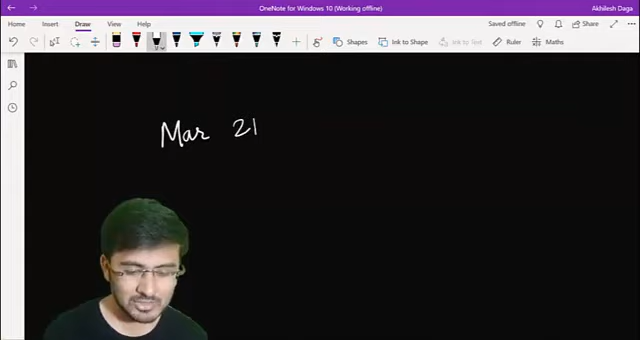 OneNote for Windows 10 (Working offline)
Akhilesh Daga
Home Insert Draw View Help Saved offline Share
Ink to Shape Ink to Text Shapes Ruler Maths
Mar 21